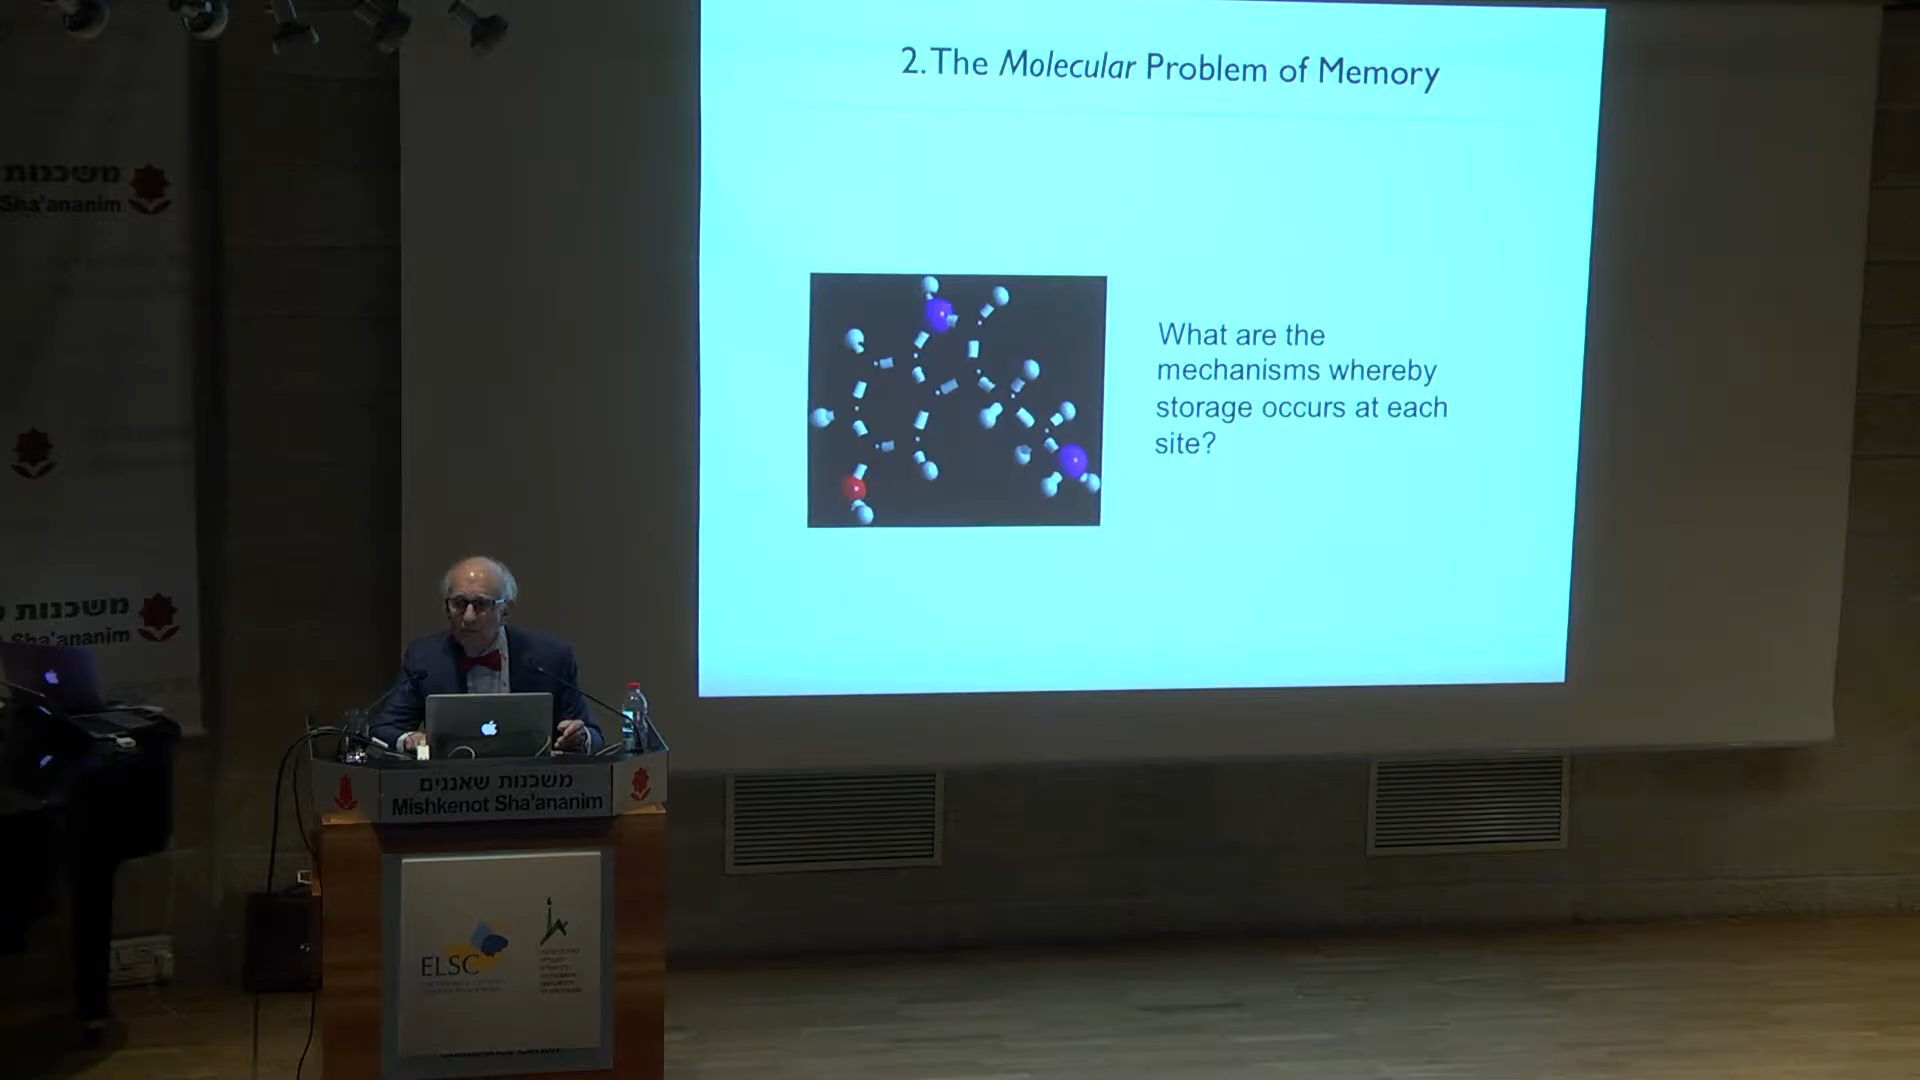 2. The Molecular Problem of Memory
What are the
mechanisms whereby
storage occurs at each
site?
משכנות
Sha'ananim
משכנות
Sha'ananim
משכנות שאננים
Mishkenot Sha'ananim
ELSC